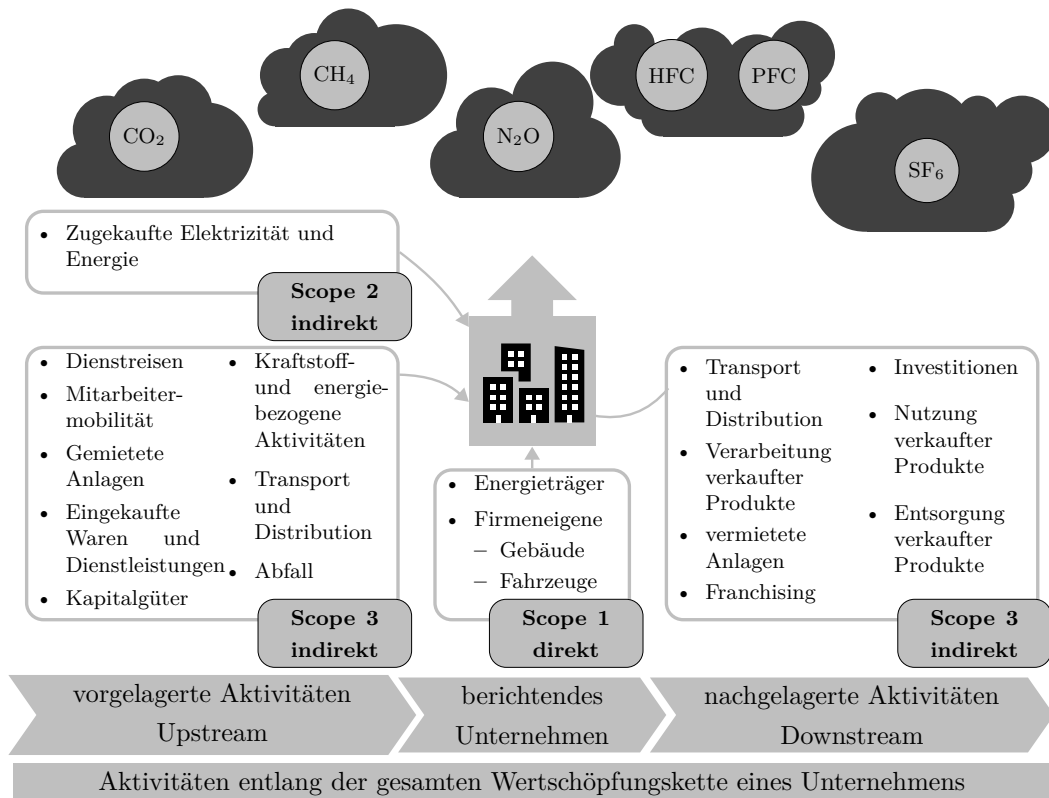 CO₂
CH₄
N₂O
HFC
PFC
SF₆
• Zugekaufte Elektrizität und
Energie
Scope 2
indirekt
• Dienstreisen
• Mitarbeiter-
mobilität
• Gemietete
Anlagen
• Eingekaufte
Waren und
Dienstleistungen
• Kapitalgüter
• Kraftstoff-
und energie-
bezogene
Aktivitäten
• Transport
und
Distribution
• Abfall
Scope 3
indirekt
• Energieträger
• Firmeneigene
– Gebäude
– Fahrzeuge
Scope 1
direkt
• Transport
und
Distribution
• Verarbeitung
verkaufter
Produkte
• vermietete
Anlagen
• Franchising
• Investitionen
• Nutzung
verkaufter
Produkte
• Entsorgung
verkaufter
Produkte
Scope 3
indirekt
vorgelagerte Aktivitäten
Upstream
berichtendes
Unternehmen
nachgelagerte Aktivitäten
Downstream
Aktivitäten entlang der gesamten Wertschöpfungskette eines Unternehmens